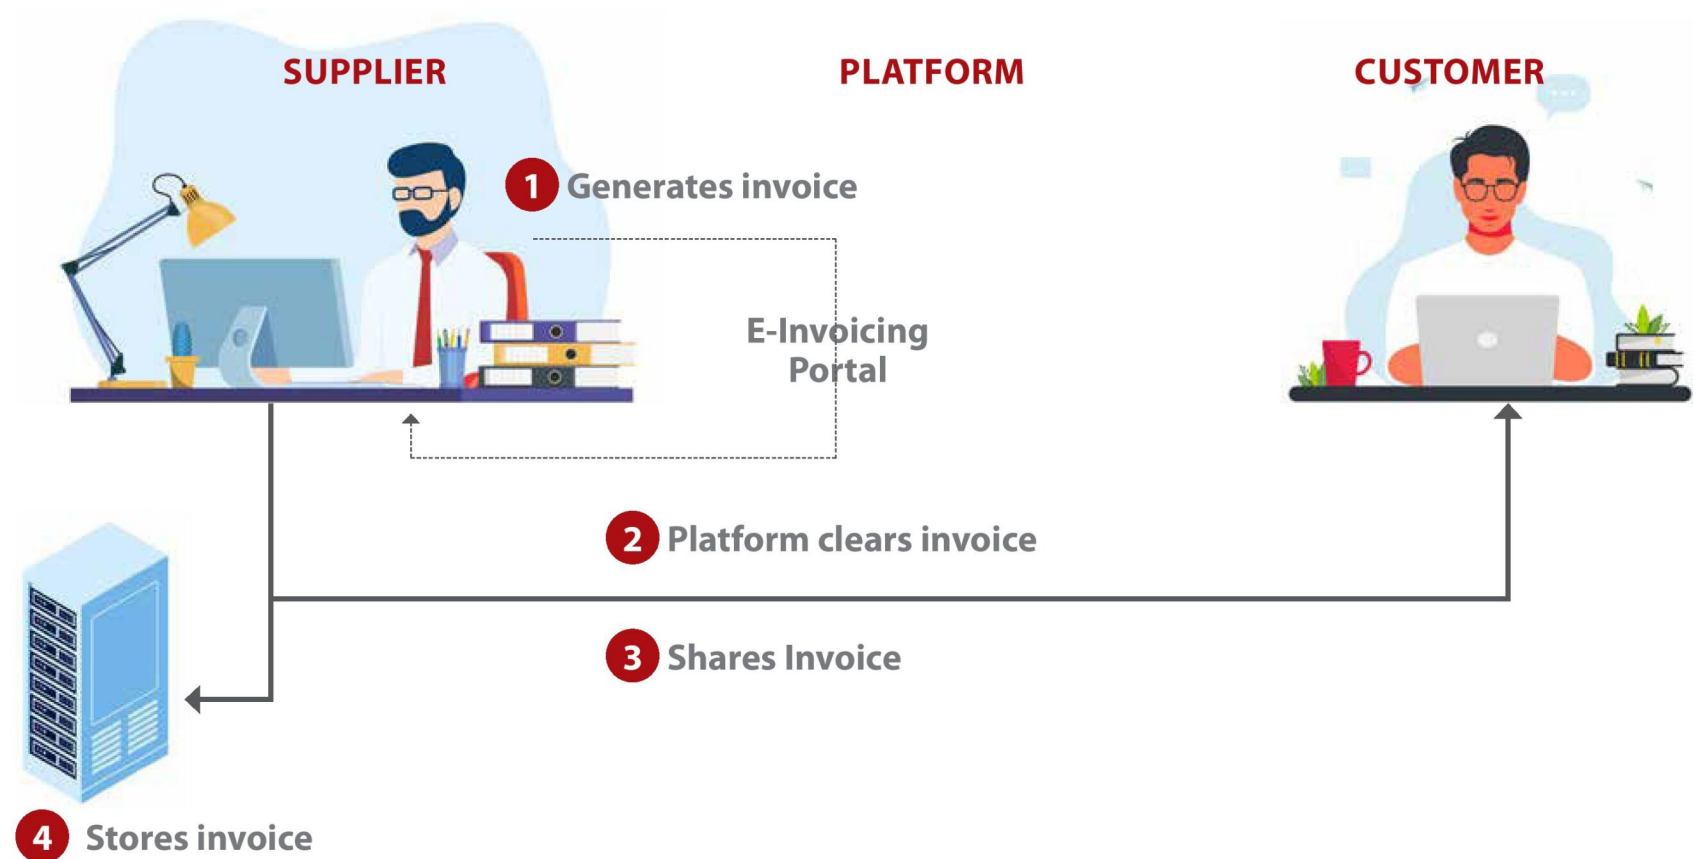 SUPPLIER
PLATFORM
CUSTOMER
1 Generates invoice
E-Invoicing
Portal
2 Platform clears invoice
3 Shares Invoice
4 Stores invoice